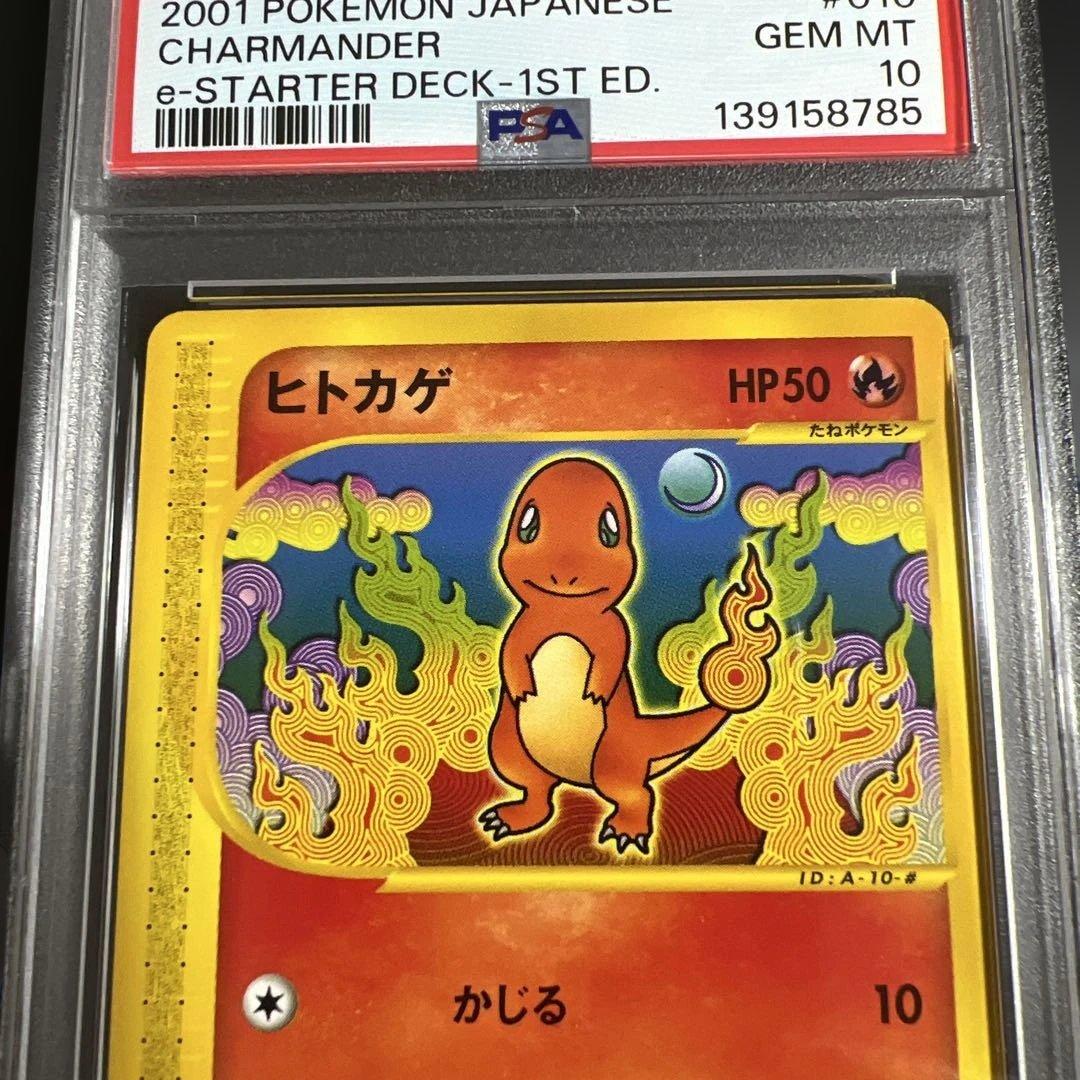 2001 POKEMON JAPANESE #010
CHARMANDER GEM MT
e-STARTER DECK-1ST ED. 10
PSA 139158785
ヒトカゲ HP50
たねポケモン
ID:A-10-#
かじる 10